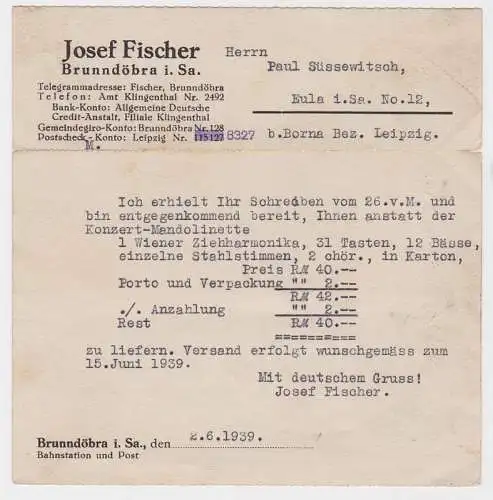 Josef Fischer
Brunndöbra i. Sa.
Telegrammadresse: Fischer, Brunndöbra
Telefon: Amt Klingenthal Nr. 2492
Bank-Konto: Allgemeine Deutsche
Credit-Anstalt, Filiale Klingenthal
Gemeindegiro-Konto: Brunndöbra Nr. 128
Postscheck-Konto: Leipzig Nr. 115127 8327
M.
Herrn
Paul Süssewitsch,
Eula i.Sa. No.12,
b.Borna Bez. Leipzig.
Ich erhielt Ihr Schreiben vom 26.v.M. und
bin entgegenkommend bereit, Ihnen anstatt der
Konzert-Mandolinette
1 Wiener Ziehharmonika, 31 Tasten, 12 Bässe,
einzelne Stahlstimmen, 2 chör., in Karton,
Preis RM 40.--
Porto und Verpackung "" 2.--
RM 42.--
./. Anzahlung "" 2.--
Rest RM 40.--
==========
zu liefern. Versand erfolgt wunschgemäss zum
15.Juni 1939.
Mit deutschem Gruss!
Josef Fischer.
Brunndöbra i. Sa., den 2.6.1939.
Bahnstation und Post